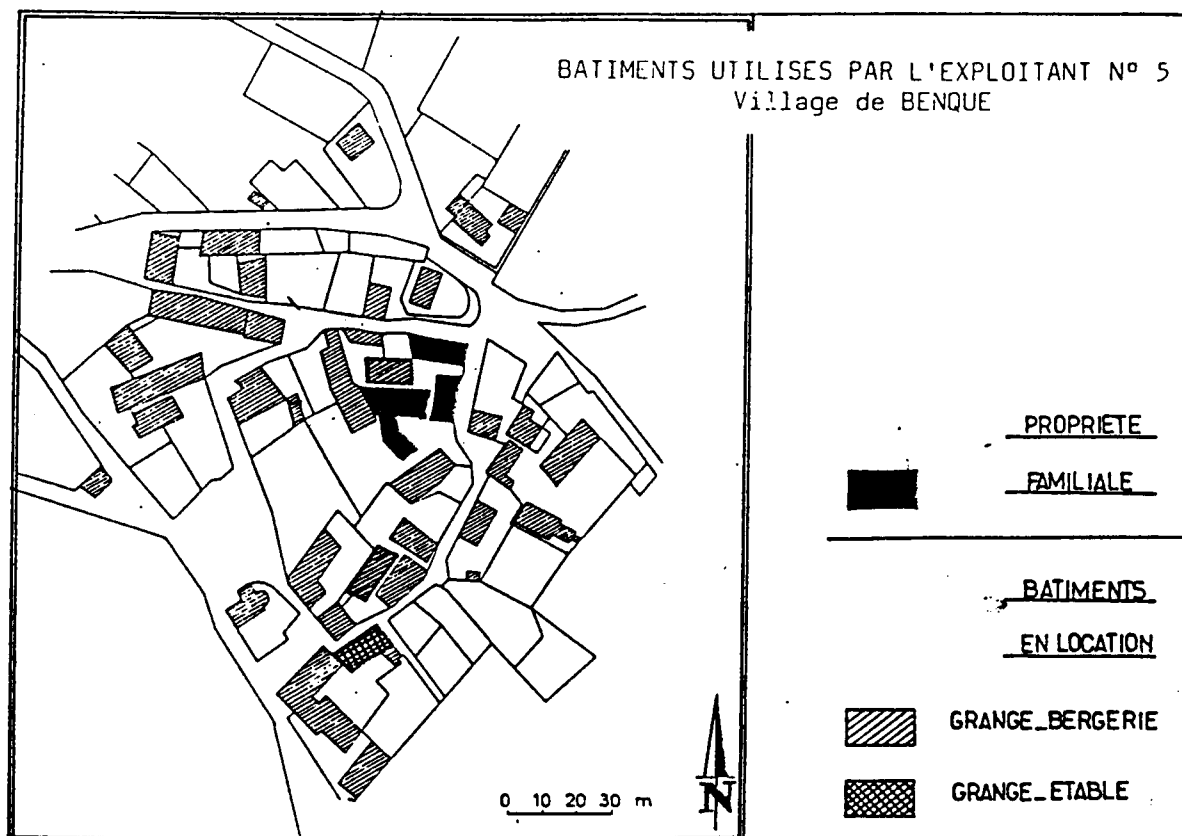 BATIMENTS UTILISES PAR L'EXPLOITANT Nº 5
Village de BENQUE
PROPRIETE
FAMILIALE
BATIMENTS
EN LOCATION
GRANGE_BERGERIE
GRANGE_ETABLE
0 10 20 30 m
N